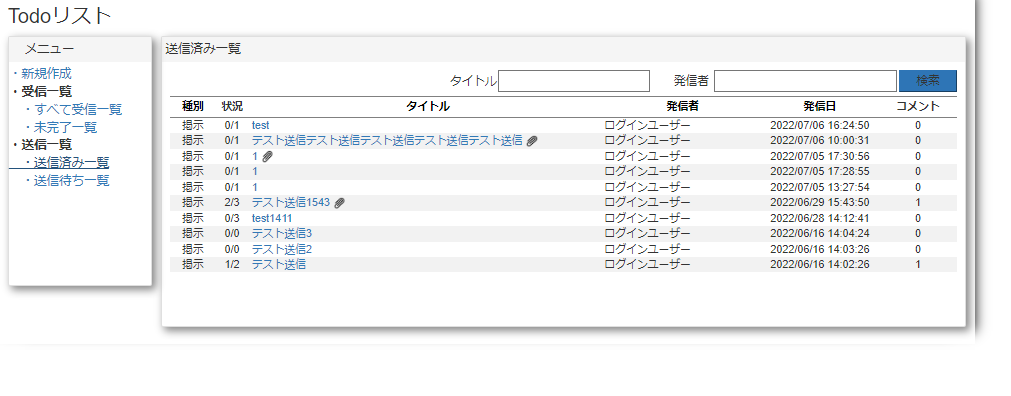 Todoリスト
メニュー
・新規作成
・受信一覧
・すべて受信一覧
・未完了一覧
・送信一覧
・送信済み一覧
・送信待ち一覧
送信済み一覧
タイトル 発信者 検索
種別 状況 タイトル 発信者 発信日 コメント
掲示 0/1 test ログインユーザー 2022/07/06 16:24:50 0
掲示 0/1 テスト送信テスト送信テスト送信テスト送信テスト送信 ログインユーザー 2022/07/06 10:00:31 0
掲示 0/1 1 ログインユーザー 2022/07/05 17:30:56 0
掲示 0/1 1 ログインユーザー 2022/07/05 17:28:55 0
掲示 0/1 1 ログインユーザー 2022/07/05 13:27:54 0
掲示 2/3 テスト送信1543 ログインユーザー 2022/06/29 15:43:50 1
掲示 0/3 test1411 ログインユーザー 2022/06/28 14:12:41 0
掲示 0/0 テスト送信3 ログインユーザー 2022/06/16 14:04:24 0
掲示 0/0 テスト送信2 ログインユーザー 2022/06/16 14:03:26 0
掲示 1/2 テスト送信 ログインユーザー 2022/06/16 14:02:26 1